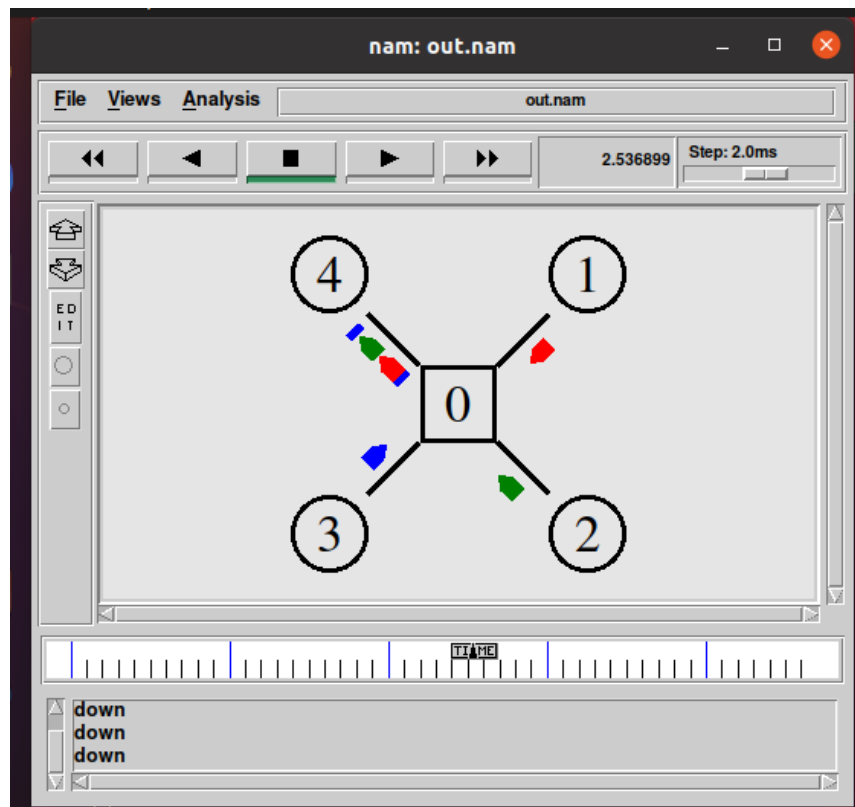 nam: out.nam
File Views Analysis out.nam
2.536899 Step: 2.0ms
E D
I T
4 1
0
3 2
TIME
down
down
down